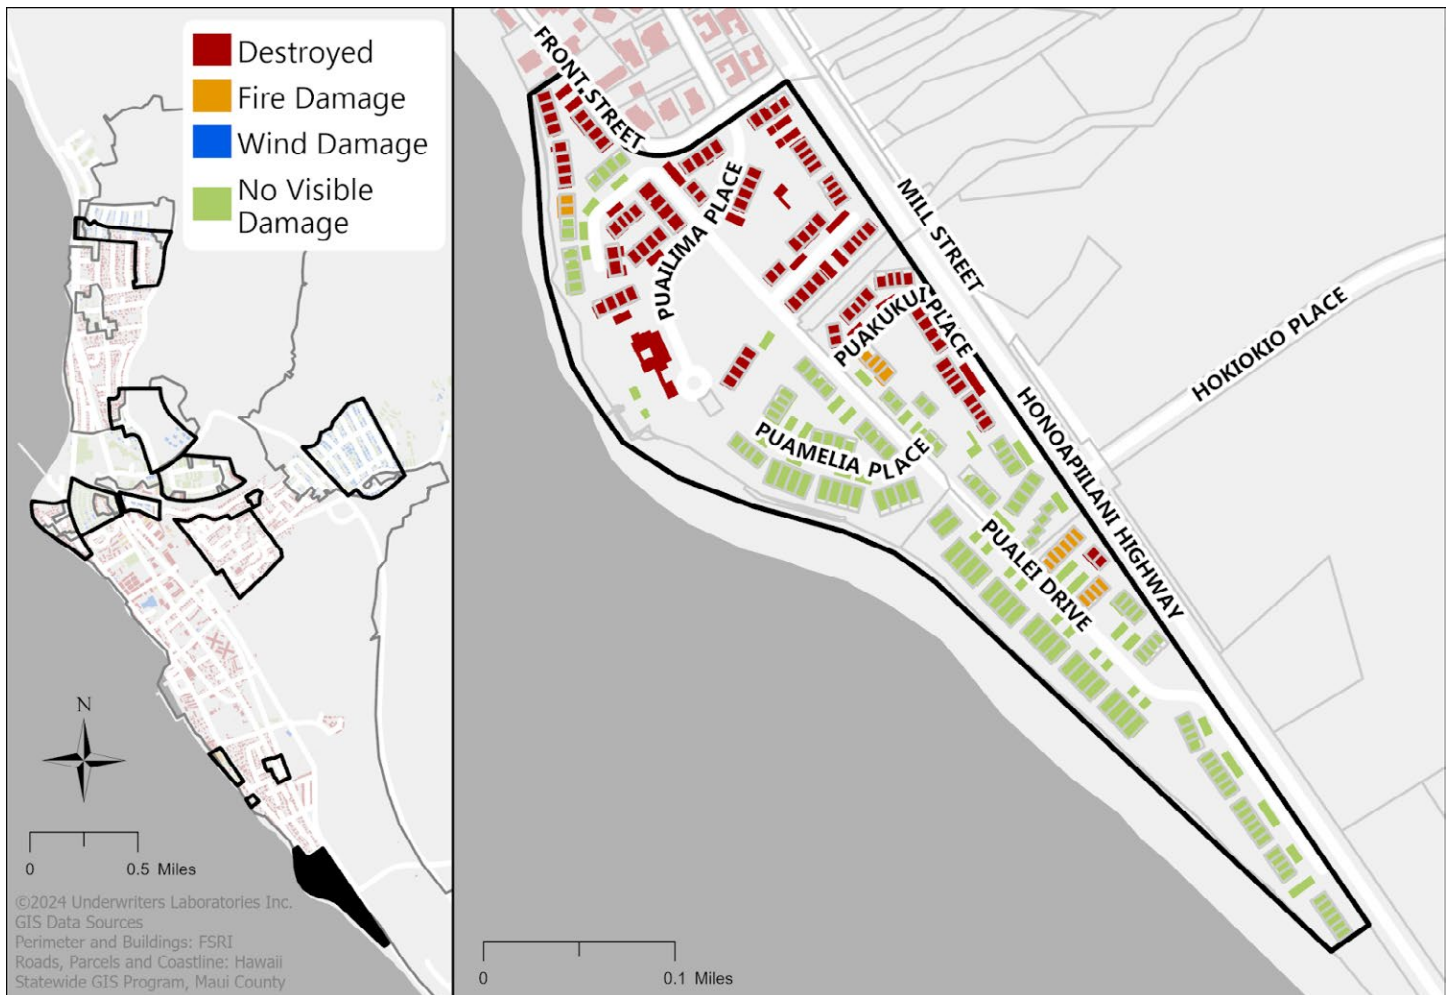 Destroyed
Fire Damage
Wind Damage
No Visible
Damage
N
0 0.5 Miles
©2024 Underwriters Laboratories Inc.
GIS Data Sources
Perimeter and Buildings: FSRI
Roads, Parcels and Coastline: Hawaii
Statewide GIS Program, Maui County
FRONT STREET
PUAILIMA PLACE
MILL STREET
PUAKUKUI PLACE
HOKIOKIO PLACE
HONOAPIILANI HIGHWAY
PUAMELIA PLACE
PUALEI DRIVE
0 0.1 Miles